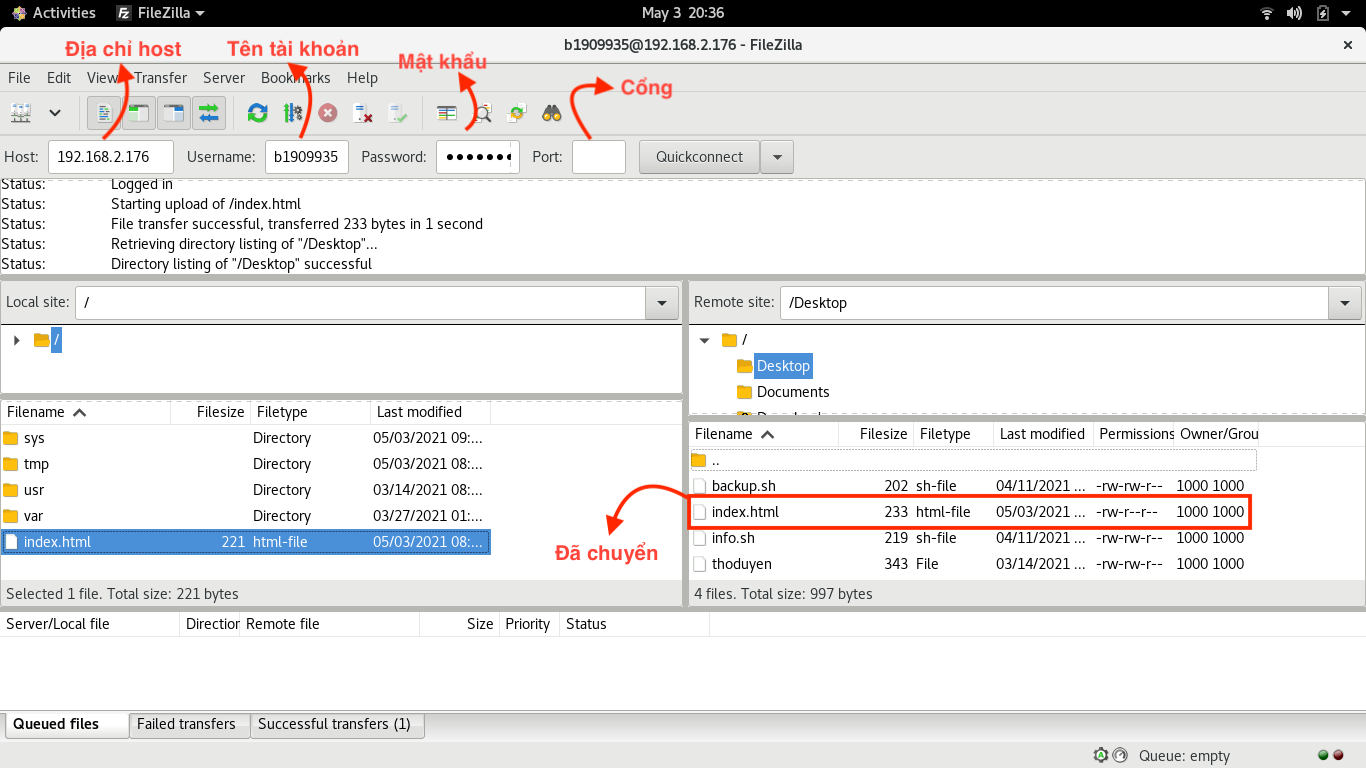 Activities FileZilla May 3 20:36
b1909935@192.168.2.176 - FileZilla
Địa chỉ host Tên tài khoản Mật khẩu Cổng
File Edit View Transfer Server Bookmarks Help
Host: 192.168.2.176 Username: b1909935 Password: ●●●●●●● Port: Quickconnect
Status: Logged in
Status: Starting upload of /index.html
Status: File transfer successful, transferred 233 bytes in 1 second
Status: Retrieving directory listing of "/Desktop"...
Status: Directory listing of "/Desktop" successful
Local site: /
/
Filename Filesize Filetype Last modified
sys Directory 05/03/2021 09:...
tmp Directory 05/03/2021 08:...
usr Directory 03/14/2021 08:...
var Directory 03/27/2021 01:...
index.html 221 html-file 05/03/2021 08:...
Selected 1 file. Total size: 221 bytes
Remote site: /Desktop
/
Desktop
Documents
Filename Filesize Filetype Last modified Permissions Owner/Grou
..
backup.sh 202 sh-file 04/11/2021 ... -rw-rw-r-- 1000 1000
index.html 233 html-file 05/03/2021 ... -rw-r--r-- 1000 1000
info.sh 219 sh-file 04/11/2021 ... -rw-rw-r-- 1000 1000
thoduyen 343 File 03/14/2021 ... -rw-rw-r-- 1000 1000
Đã chuyển
4 files. Total size: 997 bytes
Server/Local file Direction Remote file Size Priority Status
Queued files Failed transfers Successful transfers (1)
Queue: empty